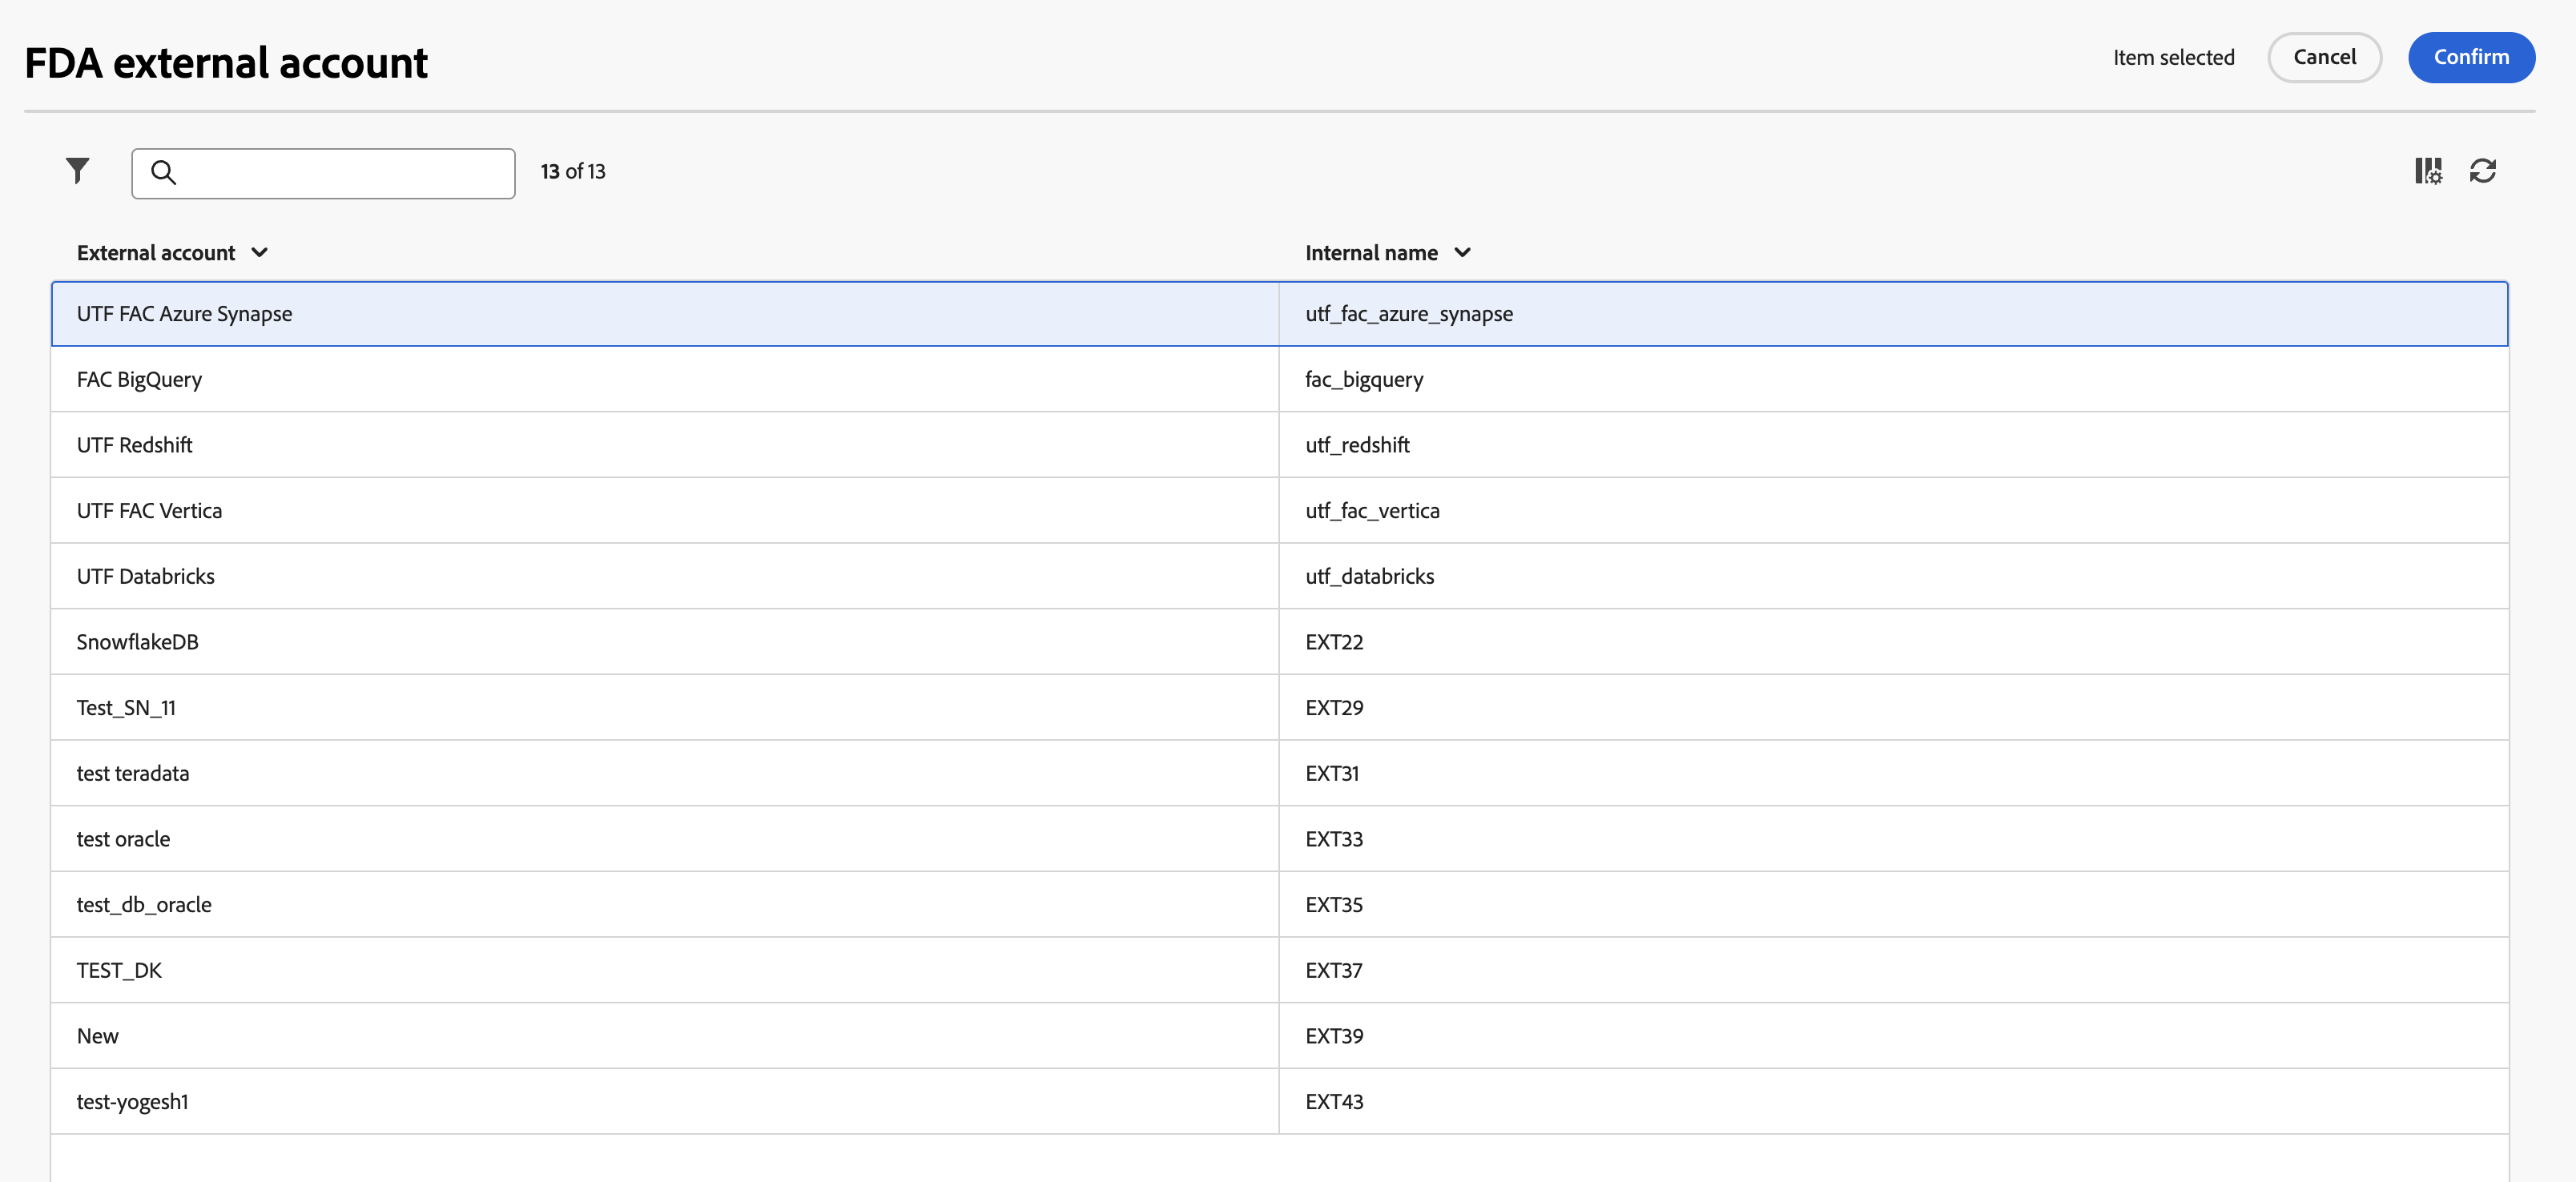 FDA external account
Item selected
Cancel
Confirm
13 of 13
External account
Internal name
UTF FAC Azure Synapse
utf_fac_azure_synapse
FAC BigQuery
fac_bigquery
UTF Redshift
utf_redshift
UTF FAC Vertica
utf_fac_vertica
UTF Databricks
utf_databricks
SnowflakeDB
EXT22
Test_SN_11
EXT29
test teradata
EXT31
test oracle
EXT33
test_db_oracle
EXT35
TEST_DK
EXT37
New
EXT39
test-yogesh1
EXT43